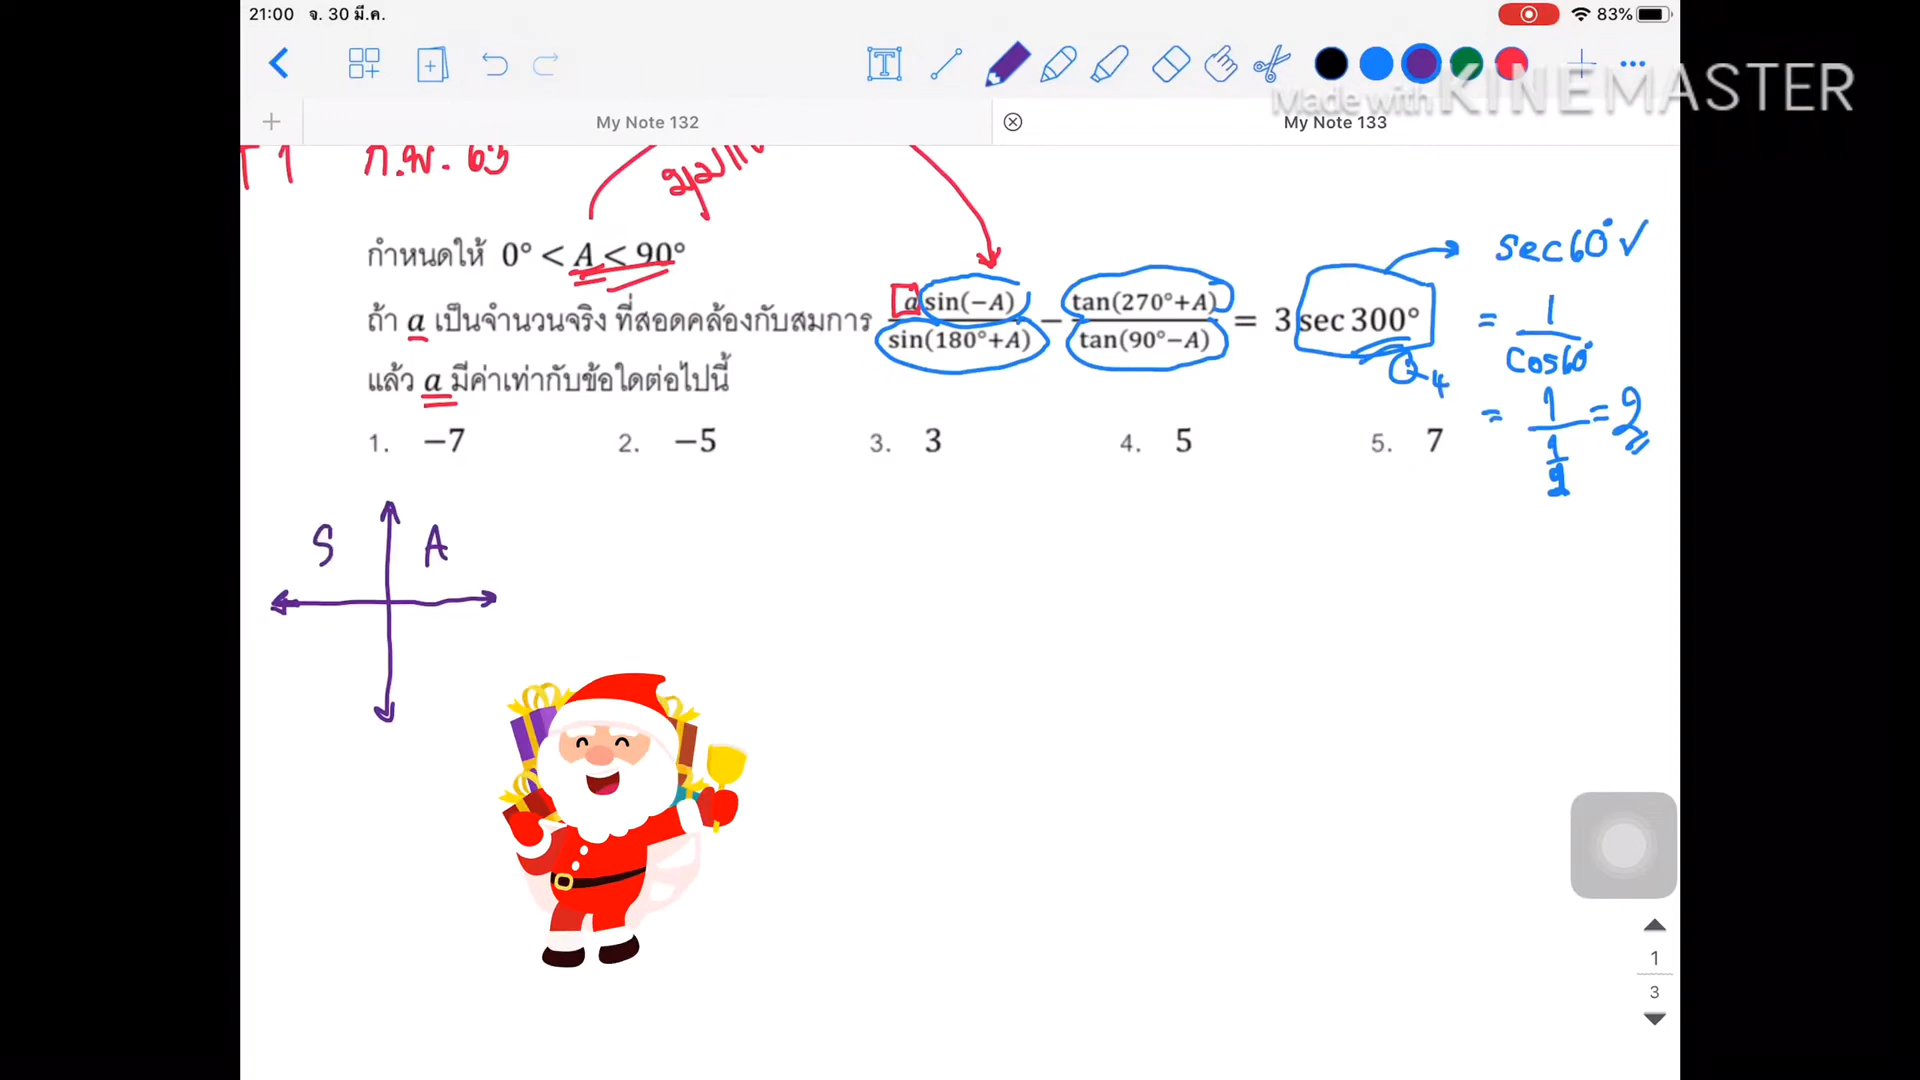 21:00 จ. 30 มี.ค.
83%
Made with KINEMASTER
My Note 132
My Note 133
ก.พ. 63
กำหนดให้ 0° < A < 90°
ถ้า a เป็นจำนวนจริง ที่สอดคล้องกับสมการ a sin(−A) / sin(180°+A) − tan(270°+A) / tan(90°−A) = 3 sec 300°
แล้ว a มีค่าเท่ากับข้อใดต่อไปนี้
1. −7 2. −5 3. 3 4. 5 5. 7
Q4
sec60° ✓
= 1 / cos60°
= 1 / 1/2 = 2
S A
1
3